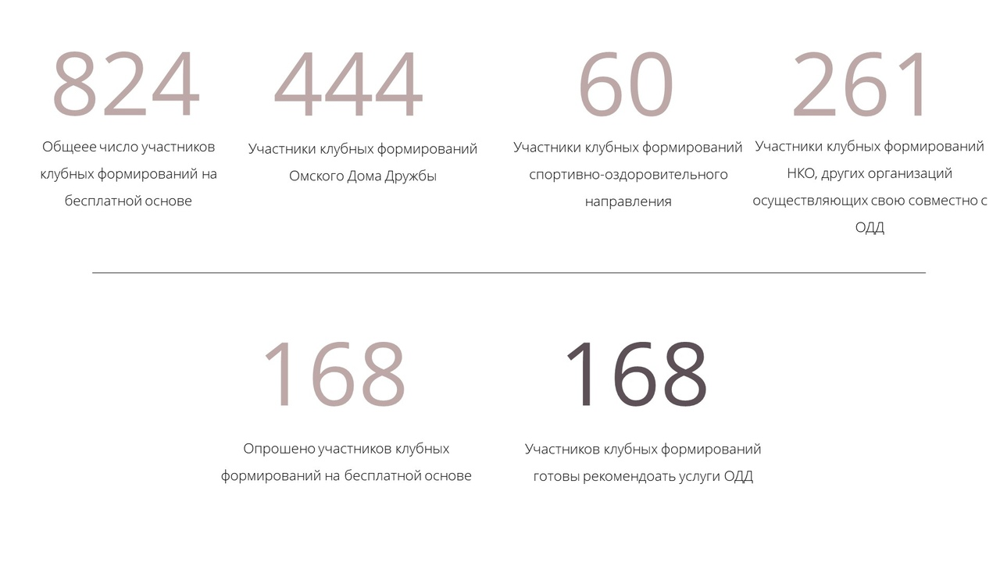 824
Общеее число участников
клубных формирований на
бесплатной основе
444
Участники клубных формирований
Омского Дома Дружбы
60
Участники клубных формирований
спортивно-оздоровительного
направления
261
Участники клубных формирований
НКО, других организаций
осуществляющих свою совместно с
ОДД
168
Опрошено участников клубных
формирований на бесплатной основе
168
Участников клубных формирований
готовы рекомендоать услуги ОДД